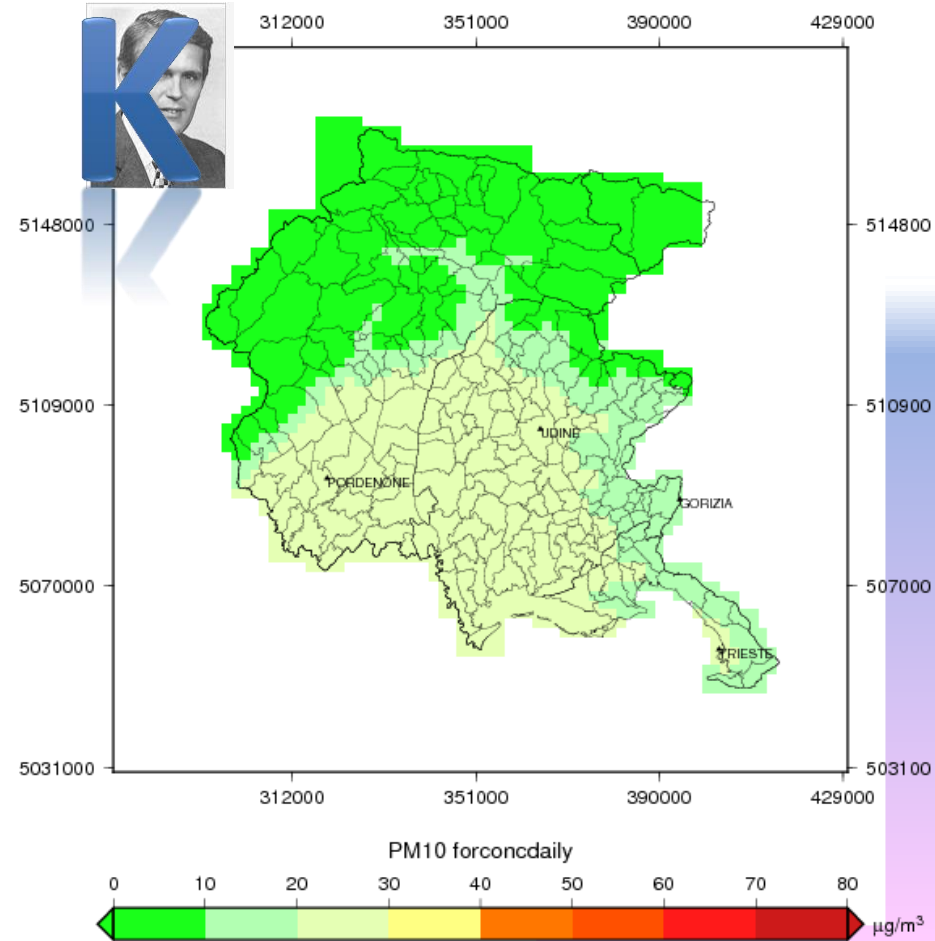 K
312000 351000 390000 429000
5148000 514800
5109000 510900
UDINE
PORDENONE
GORIZIA
5070000 507000
TRIESTE
5031000 503100
312000 351000 390000 429000
PM10 forconcdaily
0 10 20 30 40 50 60 70 80
µg/m³